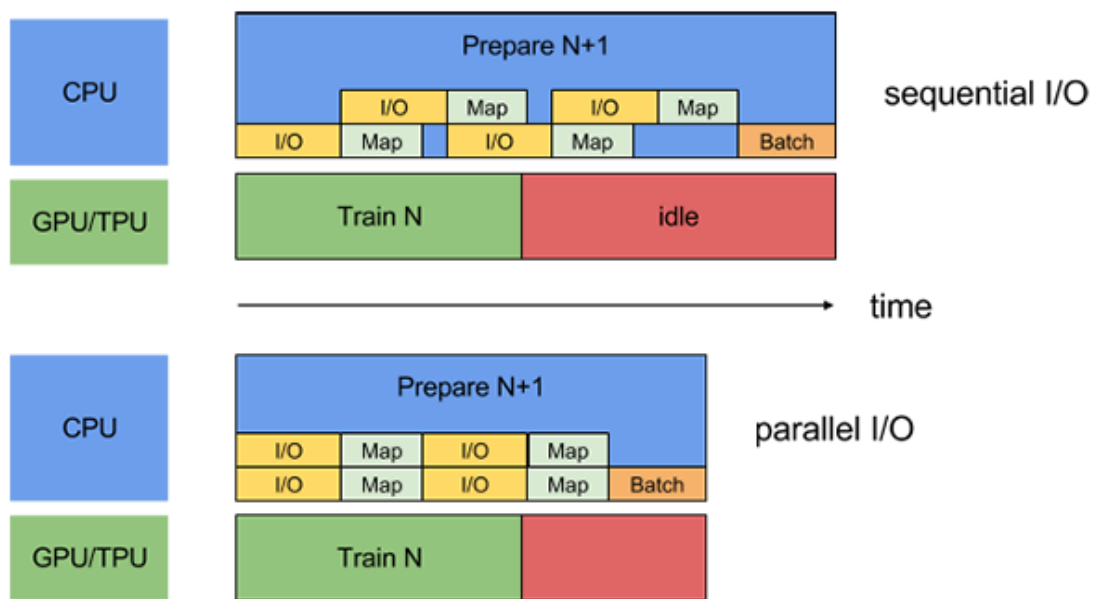 Prepare N+1
CPU
sequential I/O
I/O Map I/O Map
I/O Map I/O Map Batch
GPU/TPU
Train N
idle
time
Prepare N+1
CPU
parallel I/O
I/O Map I/O Map
I/O Map I/O Map Batch
GPU/TPU
Train N